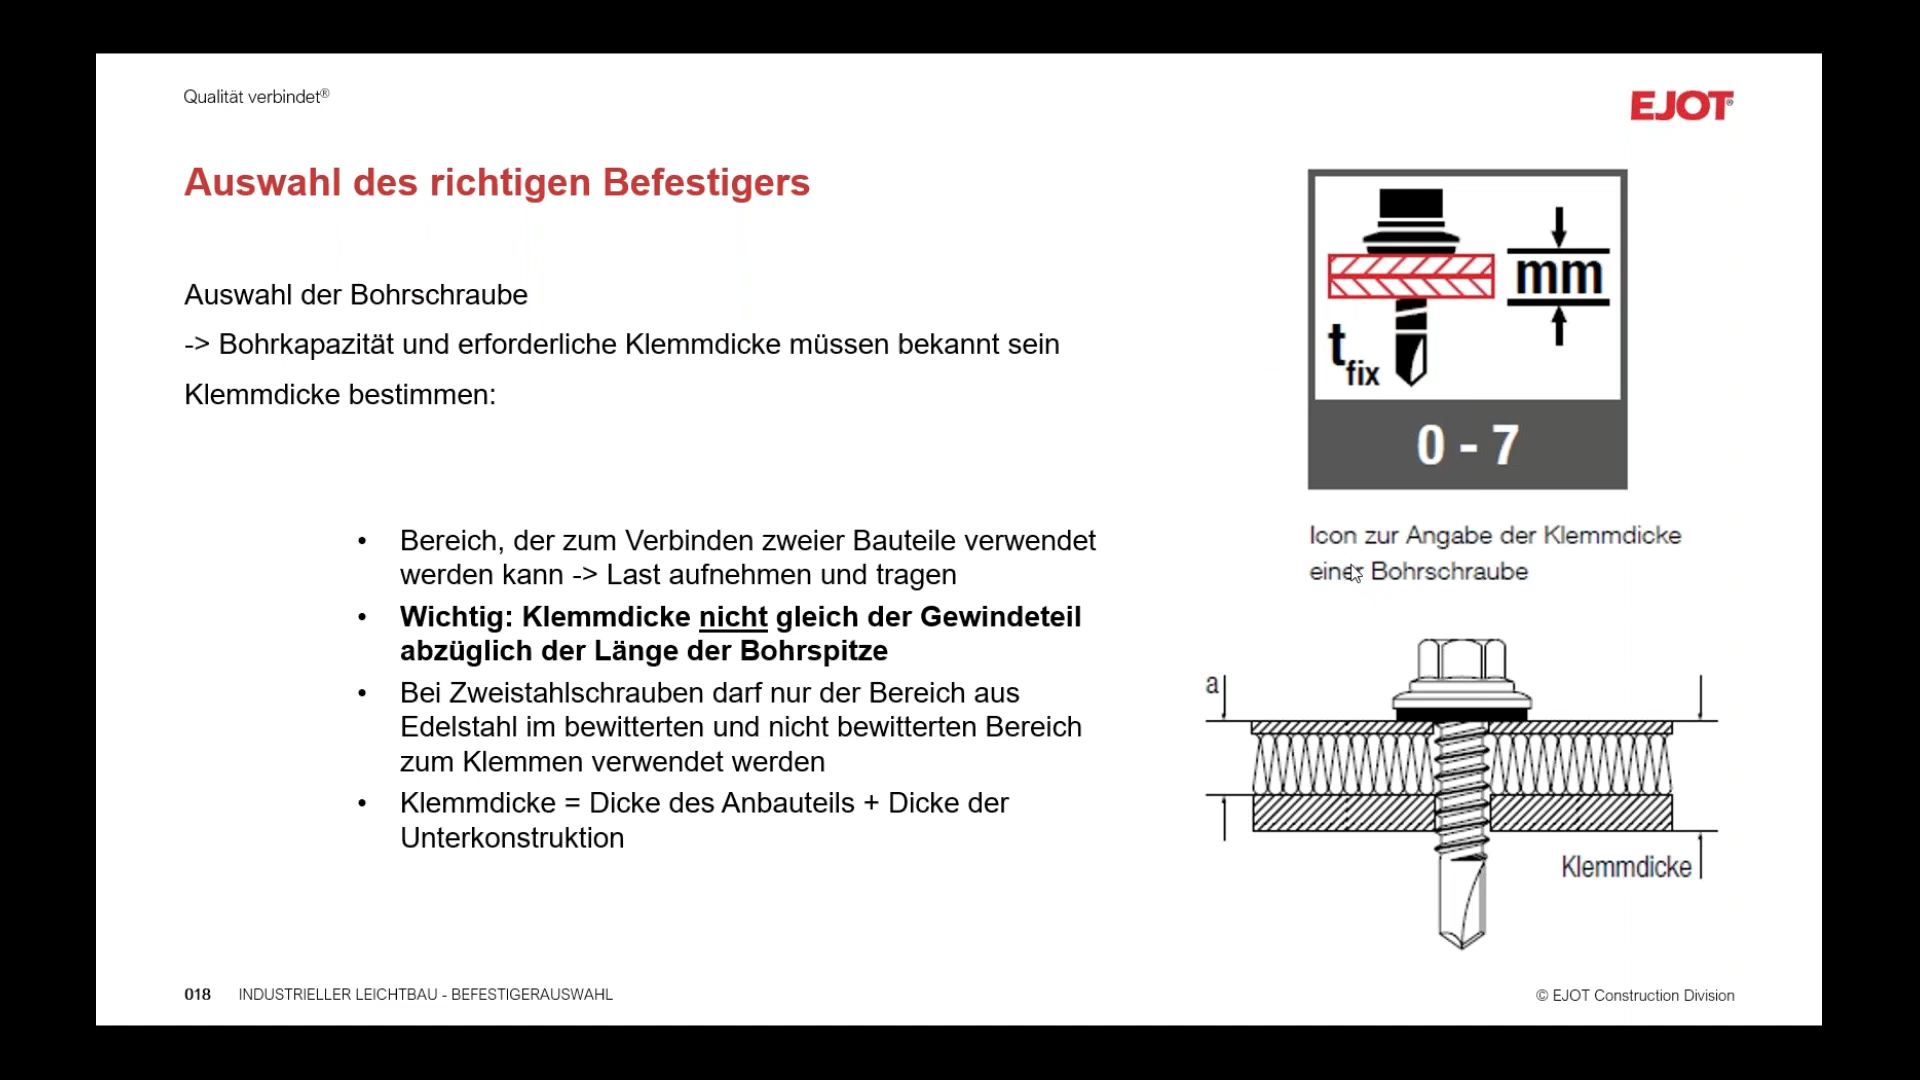 Qualität verbindet®
EJOT®
Auswahl des richtigen Befestigers
Auswahl der Bohrschraube
-> Bohrkapazität und erforderliche Klemmdicke müssen bekannt sein
Klemmdicke bestimmen:
• Bereich, der zum Verbinden zweier Bauteile verwendet
werden kann -> Last aufnehmen und tragen
• Wichtig: Klemmdicke nicht gleich der Gewindeteil
abzüglich der Länge der Bohrspitze
• Bei Zweistahlschrauben darf nur der Bereich aus
Edelstahl im bewitterten und nicht bewitterten Bereich
zum Klemmen verwendet werden
• Klemmdicke = Dicke des Anbauteils + Dicke der
Unterkonstruktion
mm
tfix
0 - 7
Icon zur Angabe der Klemmdicke
einer Bohrschraube
a
Klemmdicke
018 INDUSTRIELLER LEICHTBAU - BEFESTIGERAUSWAHL
© EJOT Construction Division